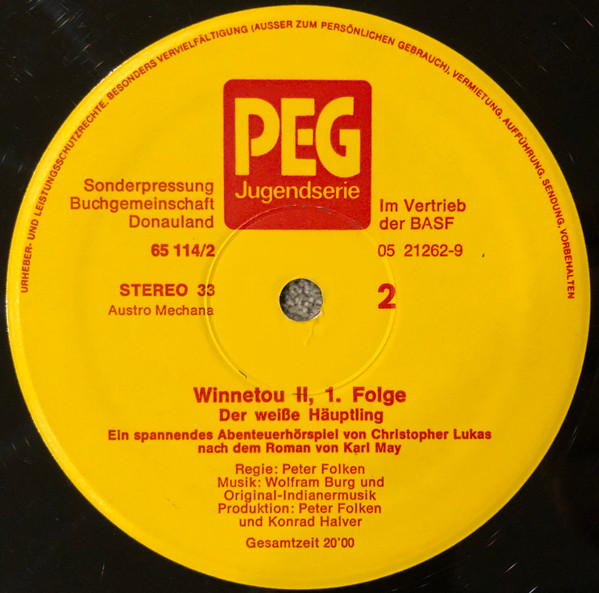 URHEBER- UND LEISTUNGSSCHUTZRECHTE, BESONDERS VERVIELFÄLTIGUNG (AUSSER ZUM PERSÖNLICHEN GEBRAUCH), VERMIETUNG, AUFFÜHRUNG, SENDUNG, VORBEHALTEN
PEG
Jugendserie
Sonderpressung
Buchgemeinschaft
Donauland
65 114/2
STEREO 33
Austro Mechana
Im Vertrieb
der BASF
05 21262-9
2
Winnetou II, 1. Folge
Der weiße Häuptling
Ein spannendes Abenteuerhörspiel von Christopher Lukas
nach dem Roman von Karl May
Regie: Peter Folken
Musik: Wolfram Burg und
Original-Indianermusik
Produktion: Peter Folken
und Konrad Halver
Gesamtzeit 20'00